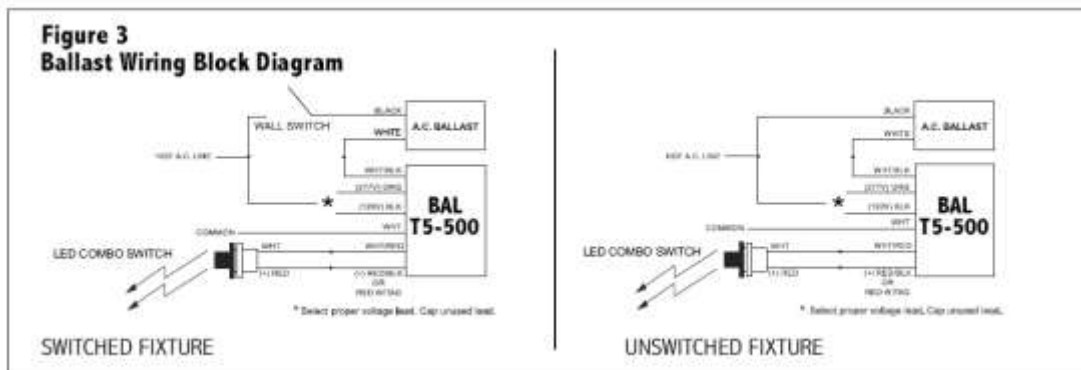 Figure 3
Ballast Wiring Block Diagram
BLACK
WALL SWITCH
A.C. BALLAST
WHITE
HOT A.C. LINE
WHT/BLK
(277V) ORG
*
(120V) BLK
BAL
T5-500
WHT
COMMON
LED COMBO SWITCH
WHT
WHT/RED
(+) RED
(+) RED/BLK
OR
RED W/TAG
* Select proper voltage lead. Cap unused lead.
SWITCHED FIXTURE
BLACK
A.C. BALLAST
WHITE
HOT A.C. LINE
WHT/BLK
(277V) ORG
*
(120V) BLK
BAL
T5-500
WHT
COMMON
LED COMBO SWITCH
WHT
WHT/RED
(+) RED
(+) RED/BLK
OR
RED W/TAG
* Select proper voltage lead. Cap unused lead.
UNSWITCHED FIXTURE